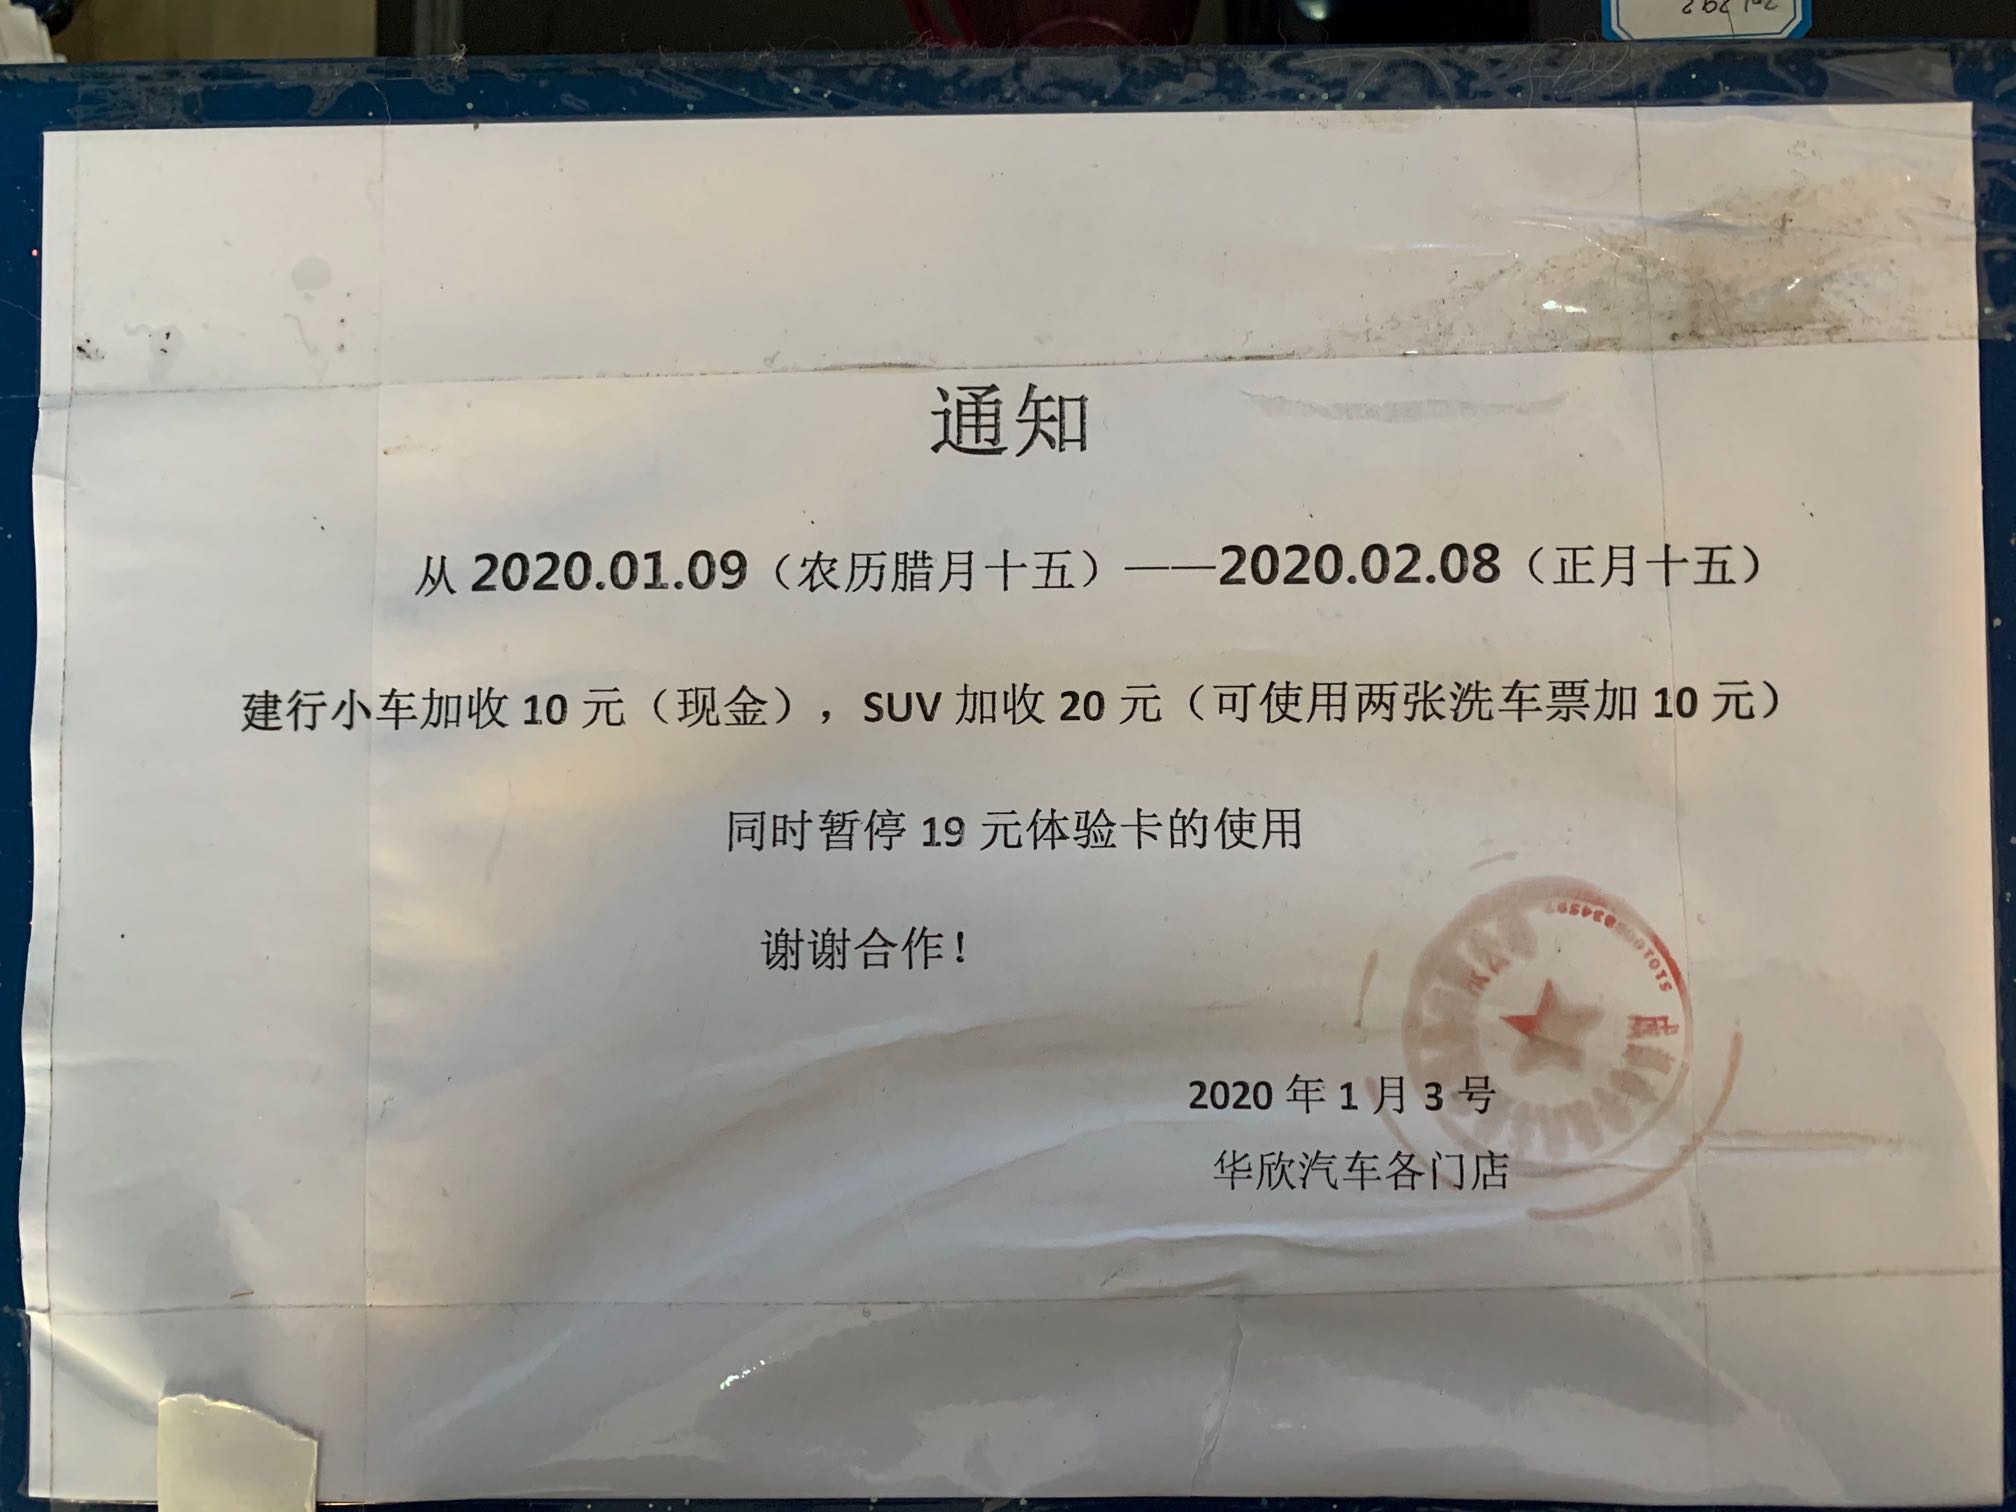 通知
从 2020.01.09（农历腊月十五）——2020.02.08（正月十五）
建行小车加收 10 元（现金），SUV 加收 20 元（可使用两张洗车票加 10 元）
同时暂停 19 元体验卡的使用
谢谢合作！
2020 年 1 月 3 号
华欣汽车各门店